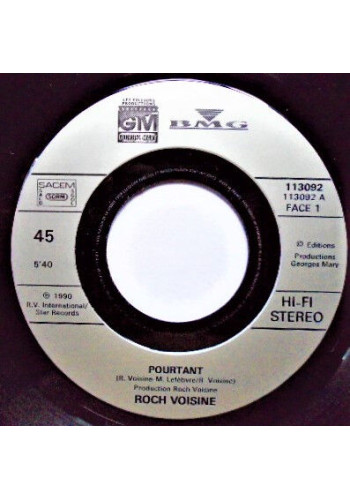 GM
BMG
SACEM
SDRM
113092
113092 A
FACE 1
45
5'40
© Editions
Productions
Georges Mary
℗ 1990
R.V. International/
Star Records
HI-FI
STEREO
POURTANT
(R. Voisine-M. Lefebvre/R. Voisine)
Production Roch Voisine
ROCH VOISINE